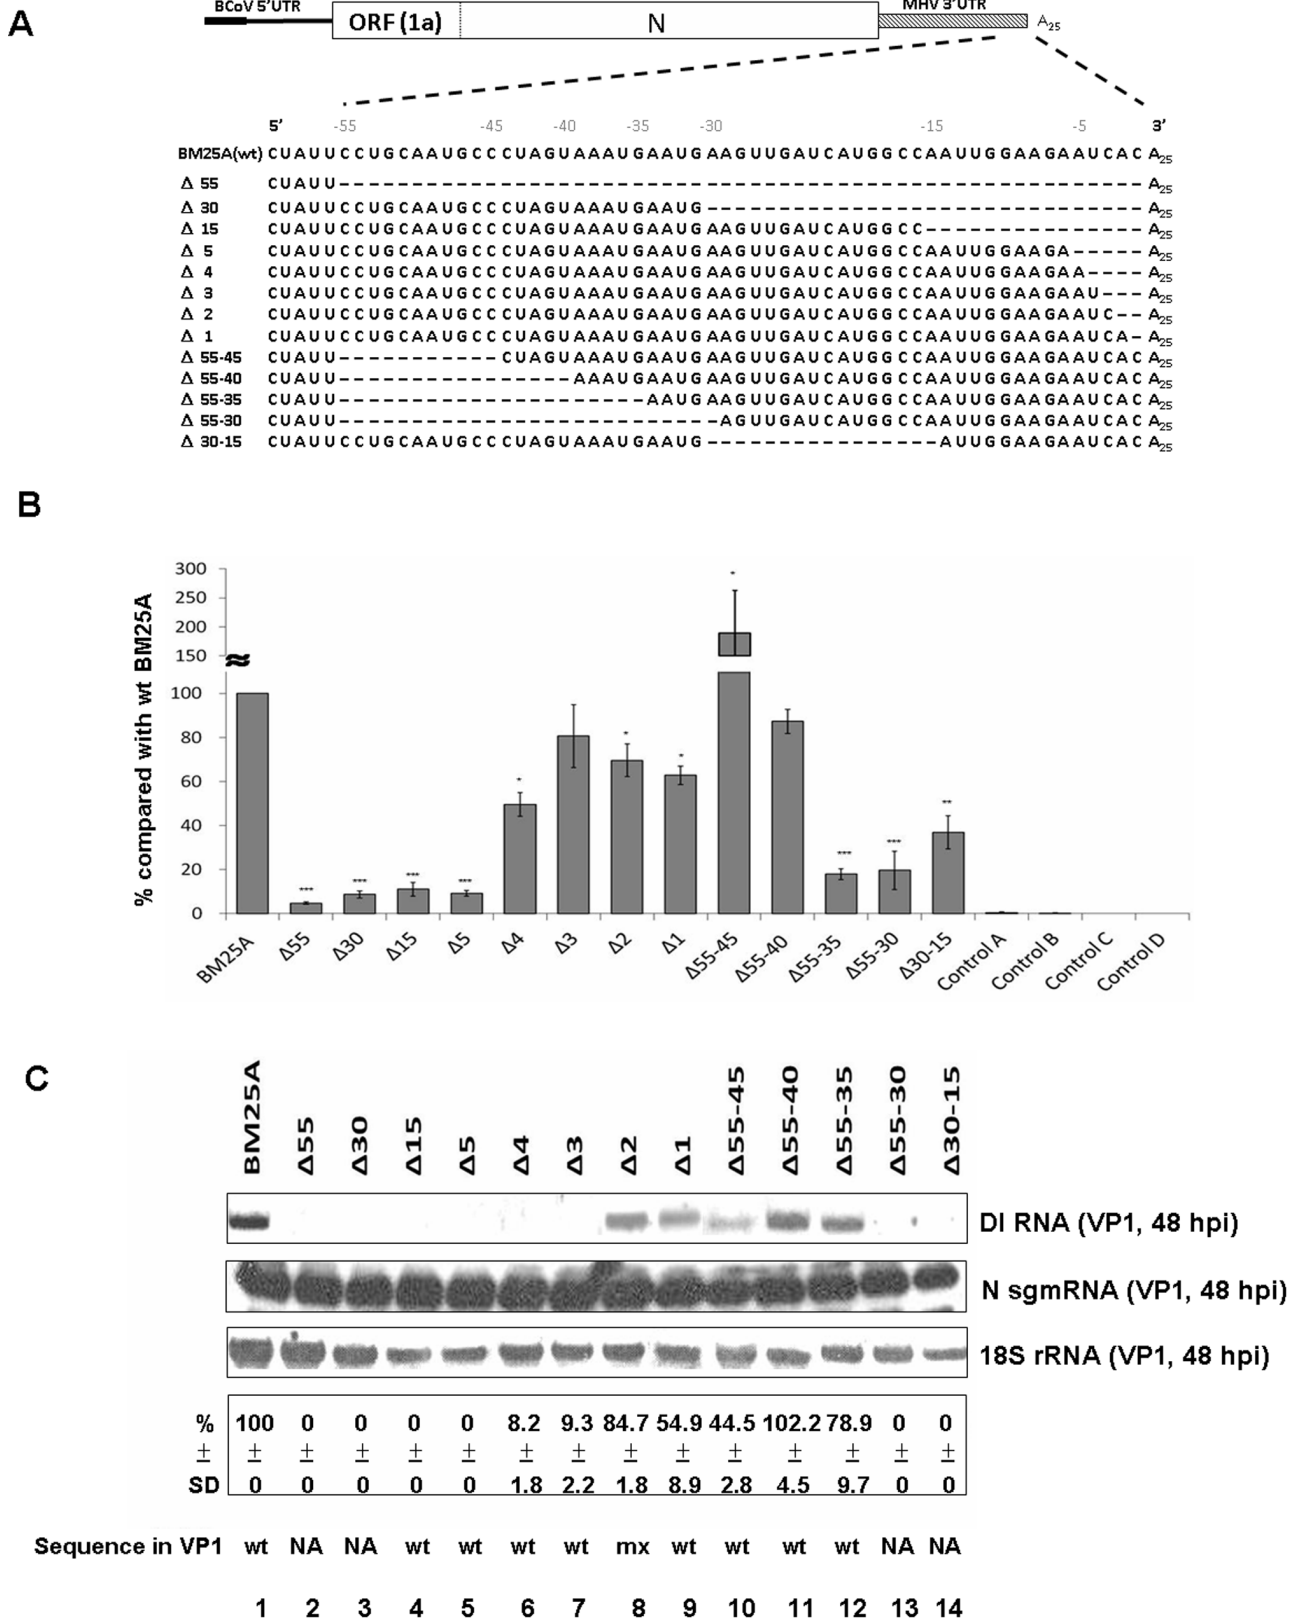 A
BCoV 5'UTR
ORF (1a)
N
MHV 3'UTR
A25
5' -55 -45 -40 -30 -15 -5 3'
BM25A(wt) CUAUUCCUGCAAUGCCCUAGUAAAUGAAUGAAGUUGAUCAUGGCCAAUUGGAAGAAUCAC A25
Δ 55 CUAUU------------------------------------------------------- A25
Δ 30 CUAUUCCUGCAAUGCCCUAGUAAAUGAAUG------------------------------ A25
Δ 15 CUAUUCCUGCAAUGCCCUAGUAAAUGAAUGAAGUUGAUCAUGGCC--------------- A25
Δ 5 CUAUUCCUGCAAUGCCCUAGUAAAUGAAUGAAGUUGAUCAUGGCCAAUUGGAAGA----- A25
Δ 4 CUAUUCCUGCAAUGCCCUAGUAAAUGAAUGAAGUUGAUCAUGGCCAAUUGGAAGAA---- A25
Δ 3 CUAUUCCUGCAAUGCCCUAGUAAAUGAAUGAAGUUGAUCAUGGCCAAUUGGAAGAAU--- A25
Δ 2 CUAUUCCUGCAAUGCCCUAGUAAAUGAAUGAAGUUGAUCAUGGCCAAUUGGAAGAAUC-- A25
Δ 1 CUAUUCCUGCAAUGCCCUAGUAAAUGAAUGAAGUUGAUCAUGGCCAAUUGGAAGAAUCA- A25
Δ 55-45 CUAUU-----------CUAGUAAAUGAAUGAAGUUGAUCAUGGCCAAUUGGAAGAAUCAC A25
Δ 55-40 CUAUU----------------AAAUGAAUGAAGUUGAUCAUGGCCAAUUGGAAGAAUCAC A25
Δ 55-35 CUAUU---------------------AAUGAAGUUGAUCAUGGCCAAUUGGAAGAAUCAC A25
Δ 55-30 CUAUU--------------------------AGUUGAUCAUGGCCAAUUGGAAGAAUCAC A25
Δ 30-15 CUAUUCCUGCAAUGCCCUAGUAAAUGAAUG----------------AUUGGAAGAAUCAC A25
B
% compared with wt BM25A
300
250
200
150
100
80
60
40
20
0
* * * * ** *** *** *** *** *** ***
BM25A Δ55 Δ30 Δ15 Δ5 Δ4 Δ3 Δ2 Δ1 Δ55-45 Δ55-40 Δ55-35 Δ55-30 Δ30-15 Control A Control B Control C Control D
C
BM25A Δ55 Δ30 Δ15 Δ5 Δ4 Δ3 Δ2 Δ1 Δ55-45 Δ55-40 Δ55-35 Δ55-30 Δ30-15
DI RNA (VP1, 48 hpi)
N sgmRNA (VP1, 48 hpi)
18S rRNA (VP1, 48 hpi)
% 100 0 0 0 0 8.2 9.3 84.7 54.9 44.5 102.2 78.9 0 0
± ± ± ± ± ± ± ± ± ± ± ± ± ± ±
SD 0 0 0 0 0 1.8 2.2 1.8 8.9 2.8 4.5 9.7 0 0
Sequence in VP1 wt NA NA wt wt wt wt mx wt wt wt wt NA NA
1 2 3 4 5 6 7 8 9 10 11 12 13 14